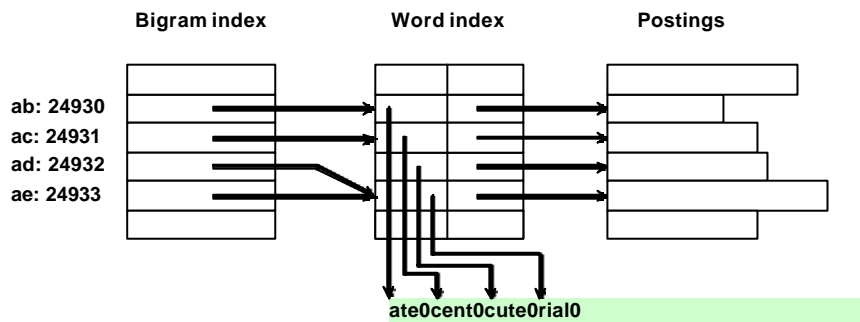 Bigram index Word index Postings
ab: 24930
ac: 24931
ad: 24932
ae: 24933
ate0cent0cute0rial0